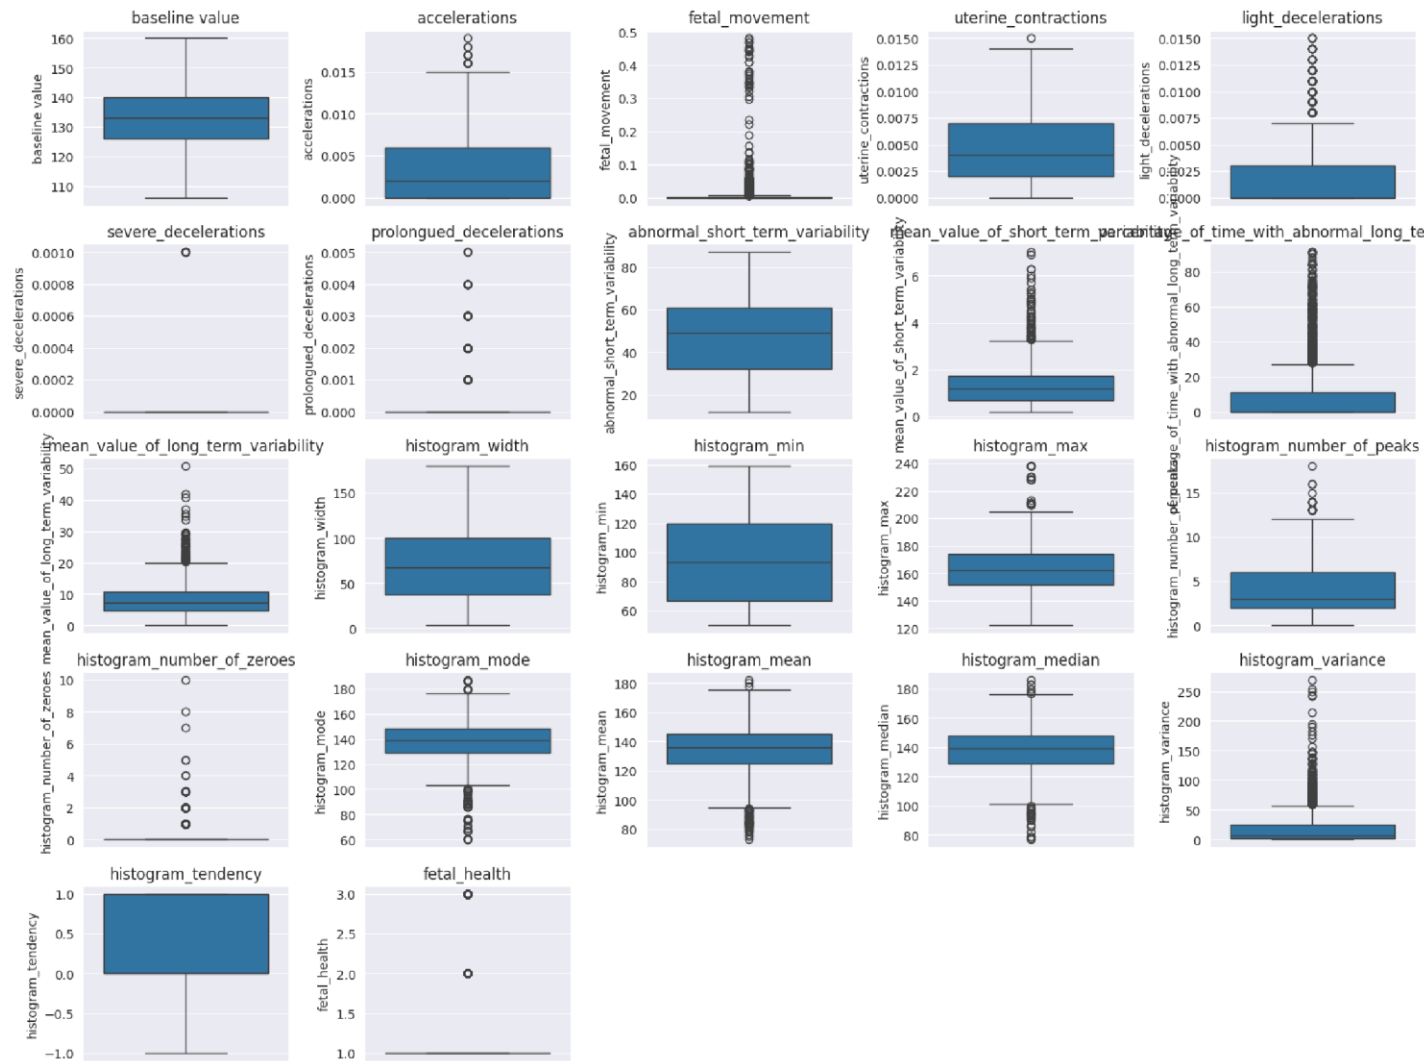 baseline value
accelerations
fetal_movement
uterine_contractions
light_decelerations
baseline value
160
150
140
130
120
110
accelerations
0.015
0.010
0.005
0.000
fetal_movement
0.5
0.4
0.3
0.2
0.1
0.0
uterine_contractions
0.0150
0.0125
0.0100
0.0075
0.0050
0.0025
0.0000
light_decelerations
0.0150
0.0125
0.0100
0.0075
0.0050
0.0025
0.0000
severe_decelerations
prolongued_decelerations
abnormal_short_term_variability
mean_value_of_short_term_variability
severe_decelerations
0.0010
0.0008
0.0006
0.0004
0.0002
0.0000
prolongued_decelerations
0.005
0.004
0.003
0.002
0.001
0.000
abnormal_short_term_variability
80
60
40
20
mean_value_of_short_term_variability
6
4
2
0
80
60
40
20
0
mean_value_of_long_term_variability
histogram_width
histogram_min
histogram_max
histogram_number_of_peaks
mean_value_of_long_term_variability
50
40
30
20
10
0
histogram_width
150
100
50
0
histogram_min
160
140
120
100
80
60
histogram_max
240
220
200
180
160
140
120
histogram_number_of_peaks
15
10
5
0
histogram_number_of_zeroes
histogram_mode
histogram_mean
histogram_median
histogram_variance
histogram_number_of_zeroes
10
8
6
4
2
0
histogram_mode
180
160
140
120
100
80
60
histogram_mean
180
160
140
120
100
80
histogram_median
180
160
140
120
100
80
histogram_variance
250
200
150
100
50
0
histogram_tendency
fetal_health
histogram_tendency
1.0
0.5
0.0
−0.5
−1.0
fetal_health
3.0
2.5
2.0
1.5
1.0